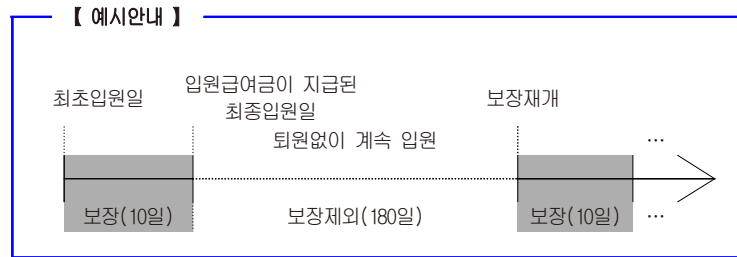 【 예시안내 】
최초입원일
입원급여금이 지급된
최종입원일
보장재개
퇴원없이 계속 입원
…
보장(10일)
보장제외(180일)
보장(10일)
…